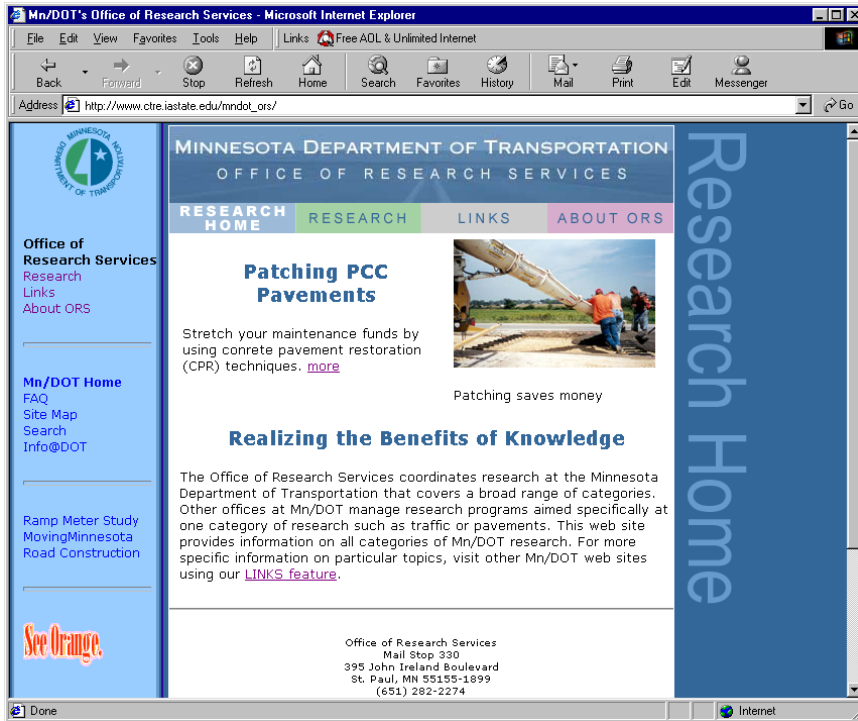 Mn/DOT's Office of Research Services - Microsoft Internet Explorer
File Edit View Favorites Tools Help Links Free AOL & Unlimited Internet
Back Forward Stop Refresh Home Search Favorites History Mail Print Edit Messenger
Address http://www.ctre.iastate.edu/mndot_ors/ Go
MINNESOTA DEPARTMENT OF TRANSPORTATION
MINNESOTA DEPARTMENT OF TRANSPORTATION
OFFICE OF RESEARCH SERVICES
RESEARCH HOME
RESEARCH
LINKS
ABOUT ORS
Office of
Research Services
Research
Links
About ORS
Mn/DOT Home
FAQ
Site Map
Search
Info@DOT
Ramp Meter Study
MovingMinnesota
Road Construction
See Orange.
Patching PCC
Pavements
Stretch your maintenance funds by
using conrete pavement restoration
(CPR) techniques. more
Patching saves money
Realizing the Benefits of Knowledge
The Office of Research Services coordinates research at the Minnesota
Department of Transportation that covers a broad range of categories.
Other offices at Mn/DOT manage research programs aimed specifically at
one category of research such as traffic or pavements. This web site
provides information on all categories of Mn/DOT research. For more
specific information on particular topics, visit other Mn/DOT web sites
using our LINKS feature.
Office of Research Services
Mail Stop 330
395 John Ireland Boulevard
St. Paul, MN 55155-1899
(651) 282-2274
Research Home
Done Internet